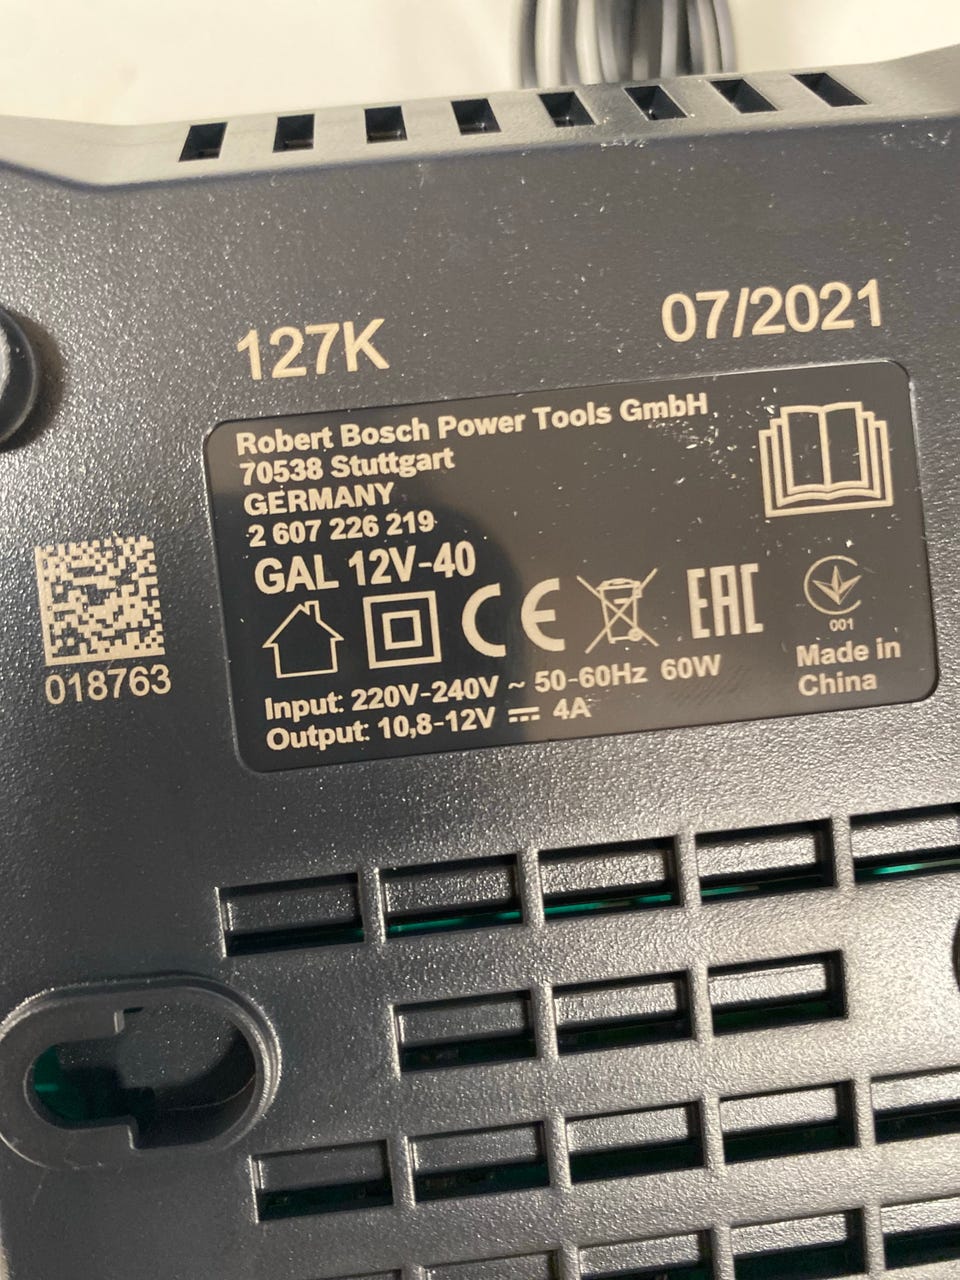 127K
07/2021
Robert Bosch Power Tools GmbH
70538 Stuttgart
GERMANY
2 607 226 219
GAL 12V-40
CE EAC
001
Made in
China
Input: 220V-240V ~ 50-60Hz 60W
Output: 10,8-12V ⎓ 4A
018763